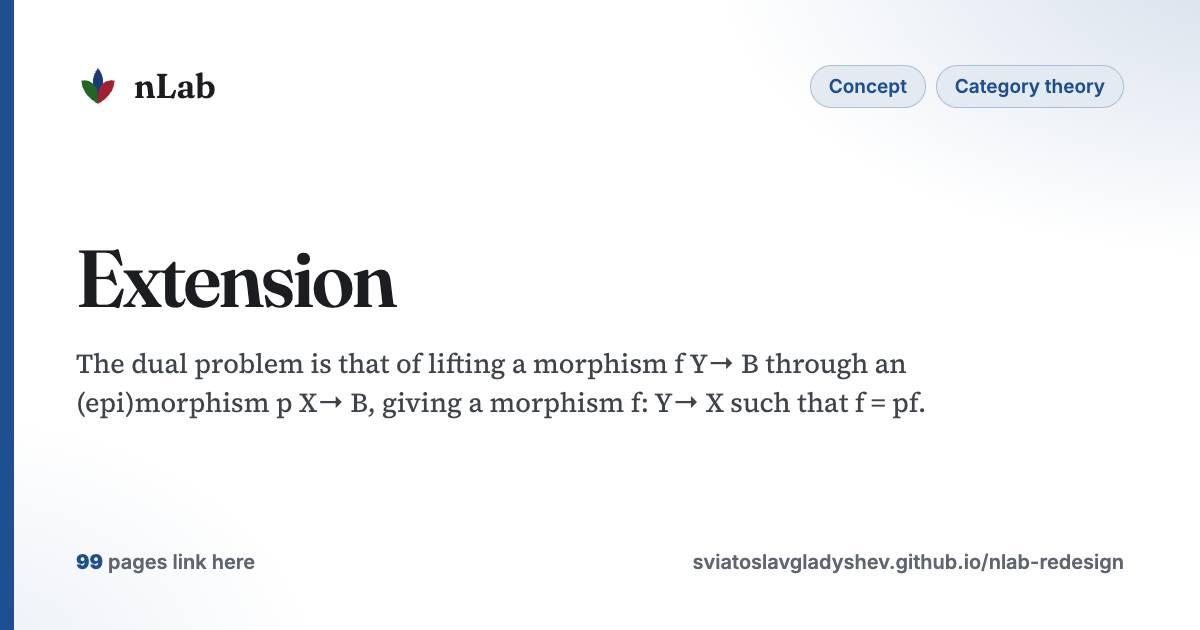 nLab
Concept
Category theory
Extension
The dual problem is that of lifting a morphism f Y→ B through an
(epi)morphism p X→ B, giving a morphism f: Y→ X such that f = pf.
99 pages link here
sviatoslavgladyshev.github.io/nlab-redesign